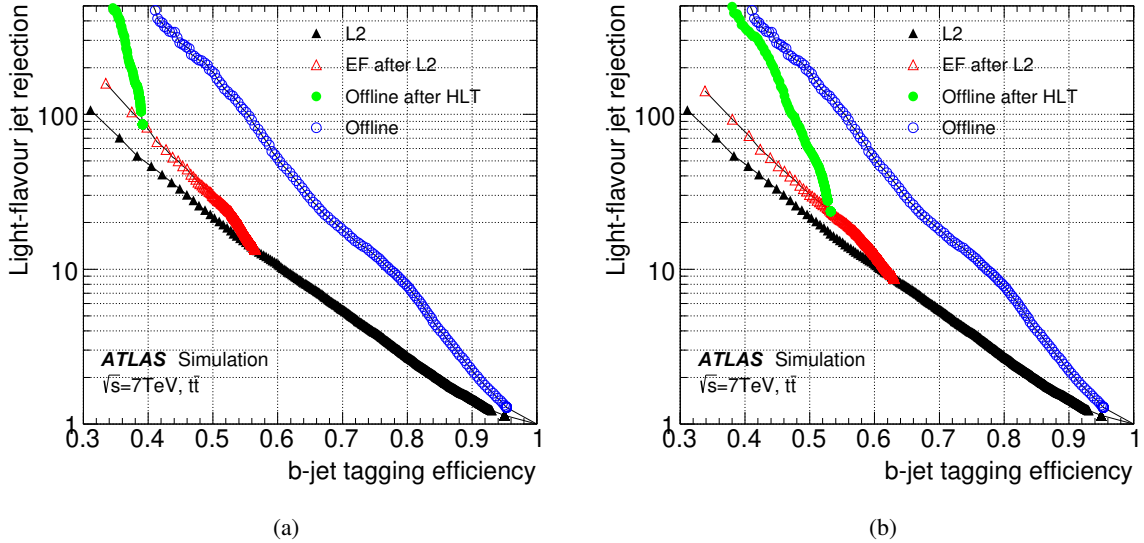 Light-flavour jet rejection
100
10
1
L2
EF after L2
Offline after HLT
Offline
ATLAS Simulation
√s=7TeV, tt̄
0.3 0.4 0.5 0.6 0.7 0.8 0.9 1
b-jet tagging efficiency
(a)
Light-flavour jet rejection
100
10
1
L2
EF after L2
Offline after HLT
Offline
ATLAS Simulation
√s=7TeV, tt̄
0.3 0.4 0.5 0.6 0.7 0.8 0.9 1
b-jet tagging efficiency
(b)